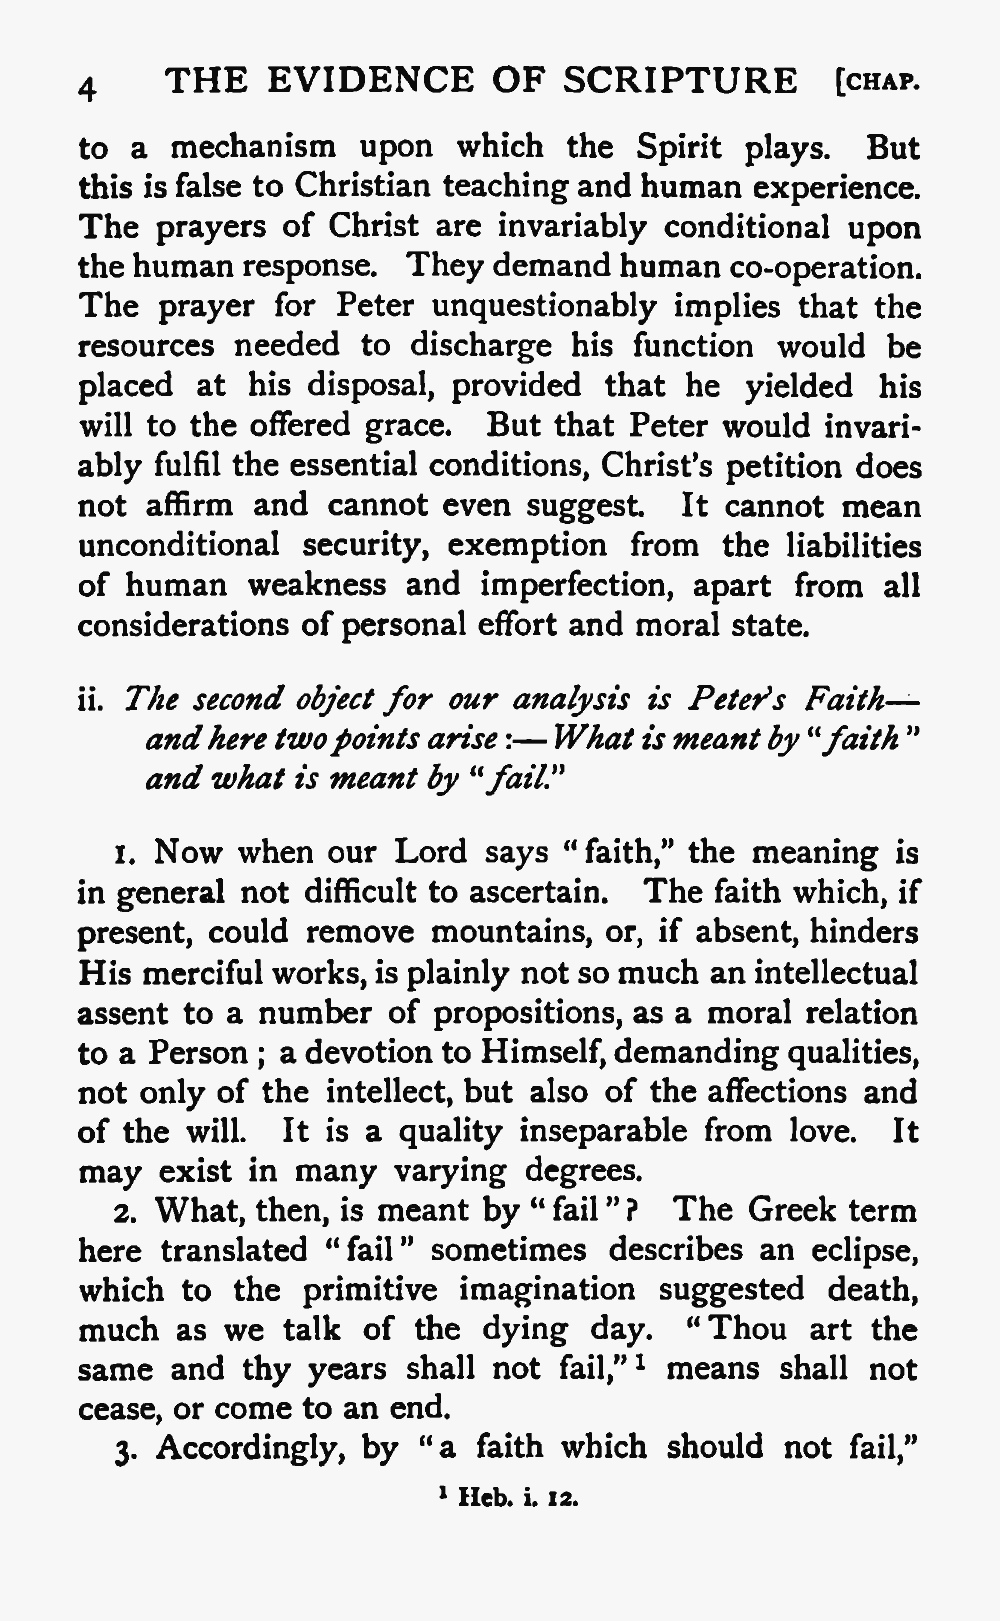 4 THE EVIDENCE OF SCRIPTURE [CHAP.
to a mechanism upon which the Spirit plays. But
this is false to Christian teaching and human experience.
The prayers of Christ are invariably conditional upon
the human response. They demand human co-operation.
The prayer for Peter unquestionably implies that the
resources needed to discharge his function would be
placed at his disposal, provided that he yielded his
will to the offered grace. But that Peter would invari-
ably fulfil the essential conditions, Christ's petition does
not affirm and cannot even suggest. It cannot mean
unconditional security, exemption from the liabilities
of human weakness and imperfection, apart from all
considerations of personal effort and moral state.
ii. The second object for our analysis is Peter's Faith—
and here two points arise :— What is meant by "faith"
and what is meant by "fail."
1. Now when our Lord says "faith," the meaning is
in general not difficult to ascertain. The faith which, if
present, could remove mountains, or, if absent, hinders
His merciful works, is plainly not so much an intellectual
assent to a number of propositions, as a moral relation
to a Person ; a devotion to Himself, demanding qualities,
not only of the intellect, but also of the affections and
of the will. It is a quality inseparable from love. It
may exist in many varying degrees.
2. What, then, is meant by "fail"? The Greek term
here translated "fail" sometimes describes an eclipse,
which to the primitive imagination suggested death,
much as we talk of the dying day. "Thou art the
same and thy years shall not fail," ¹ means shall not
cease, or come to an end.
3. Accordingly, by "a faith which should not fail,"
¹ Heb. i. 12.